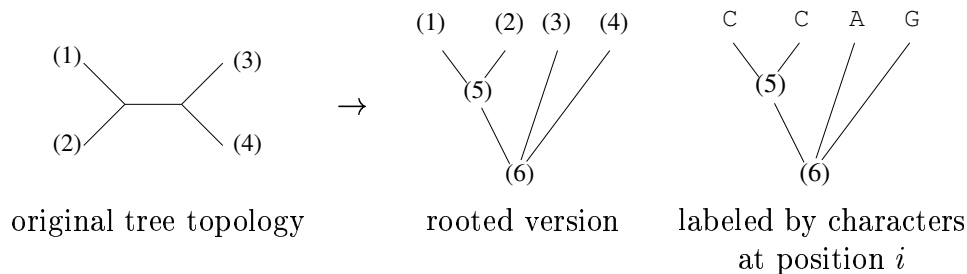 (1) (2) (3) (4)
C C A G
(1) (3)
(5)
(5)
→
(2) (4)
(6)
(6)
original tree topology
rooted version
labeled by characters
at position i